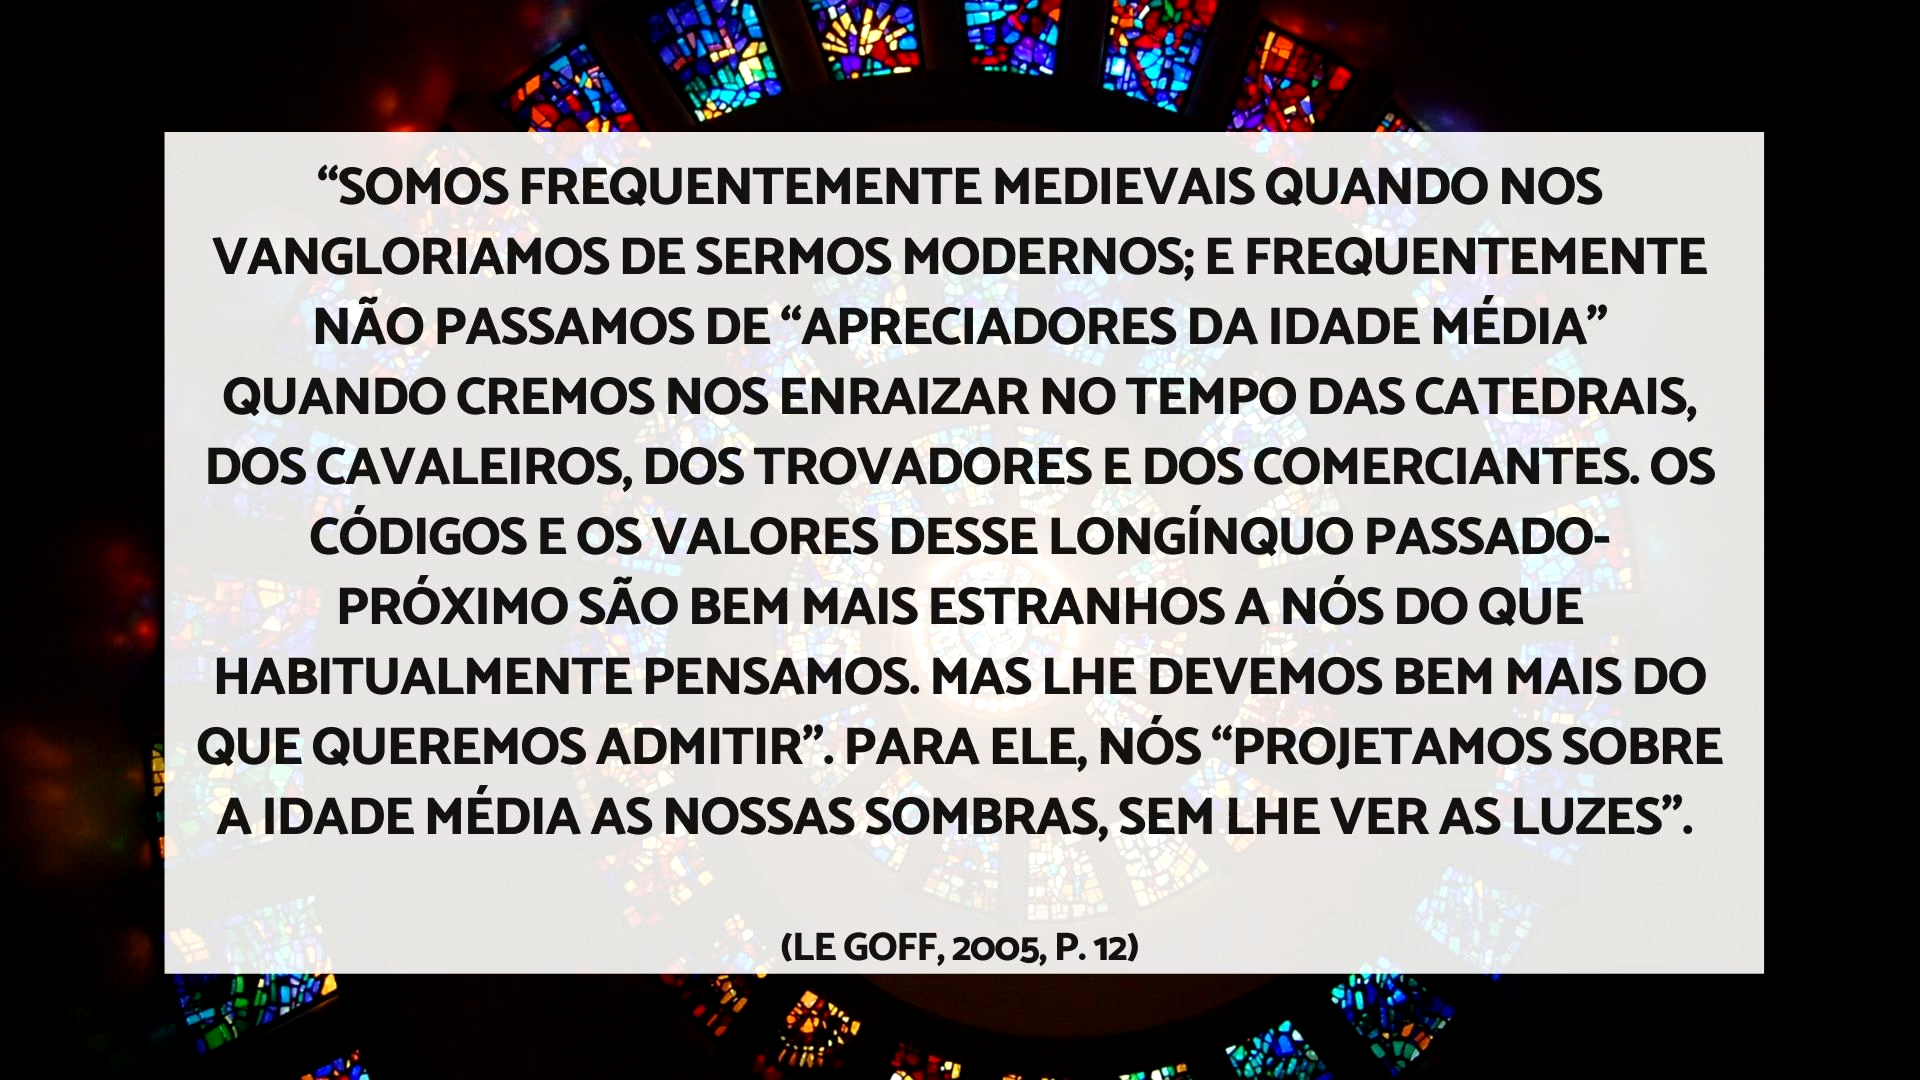 “SOMOS FREQUENTEMENTE MEDIEVAIS QUANDO NOS
VANGLORIAMOS DE SERMOS MODERNOS; E FREQUENTEMENTE
NÃO PASSAMOS DE “APRECIADORES DA IDADE MÉDIA”
QUANDO CREMOS NOS ENRAIZAR NO TEMPO DAS CATEDRAIS,
DOS CAVALEIROS, DOS TROVADORES E DOS COMERCIANTES. OS
CÓDIGOS E OS VALORES DESSE LONGÍNQUO PASSADO-
PRÓXIMO SÃO BEM MAIS ESTRANHOS A NÓS DO QUE
HABITUALMENTE PENSAMOS. MAS LHE DEVEMOS BEM MAIS DO
QUE QUEREMOS ADMITIR”. PARA ELE, NÓS “PROJETAMOS SOBRE
A IDADE MÉDIA AS NOSSAS SOMBRAS, SEM LHE VER AS LUZES”.
(LE GOFF, 2005, P. 12)